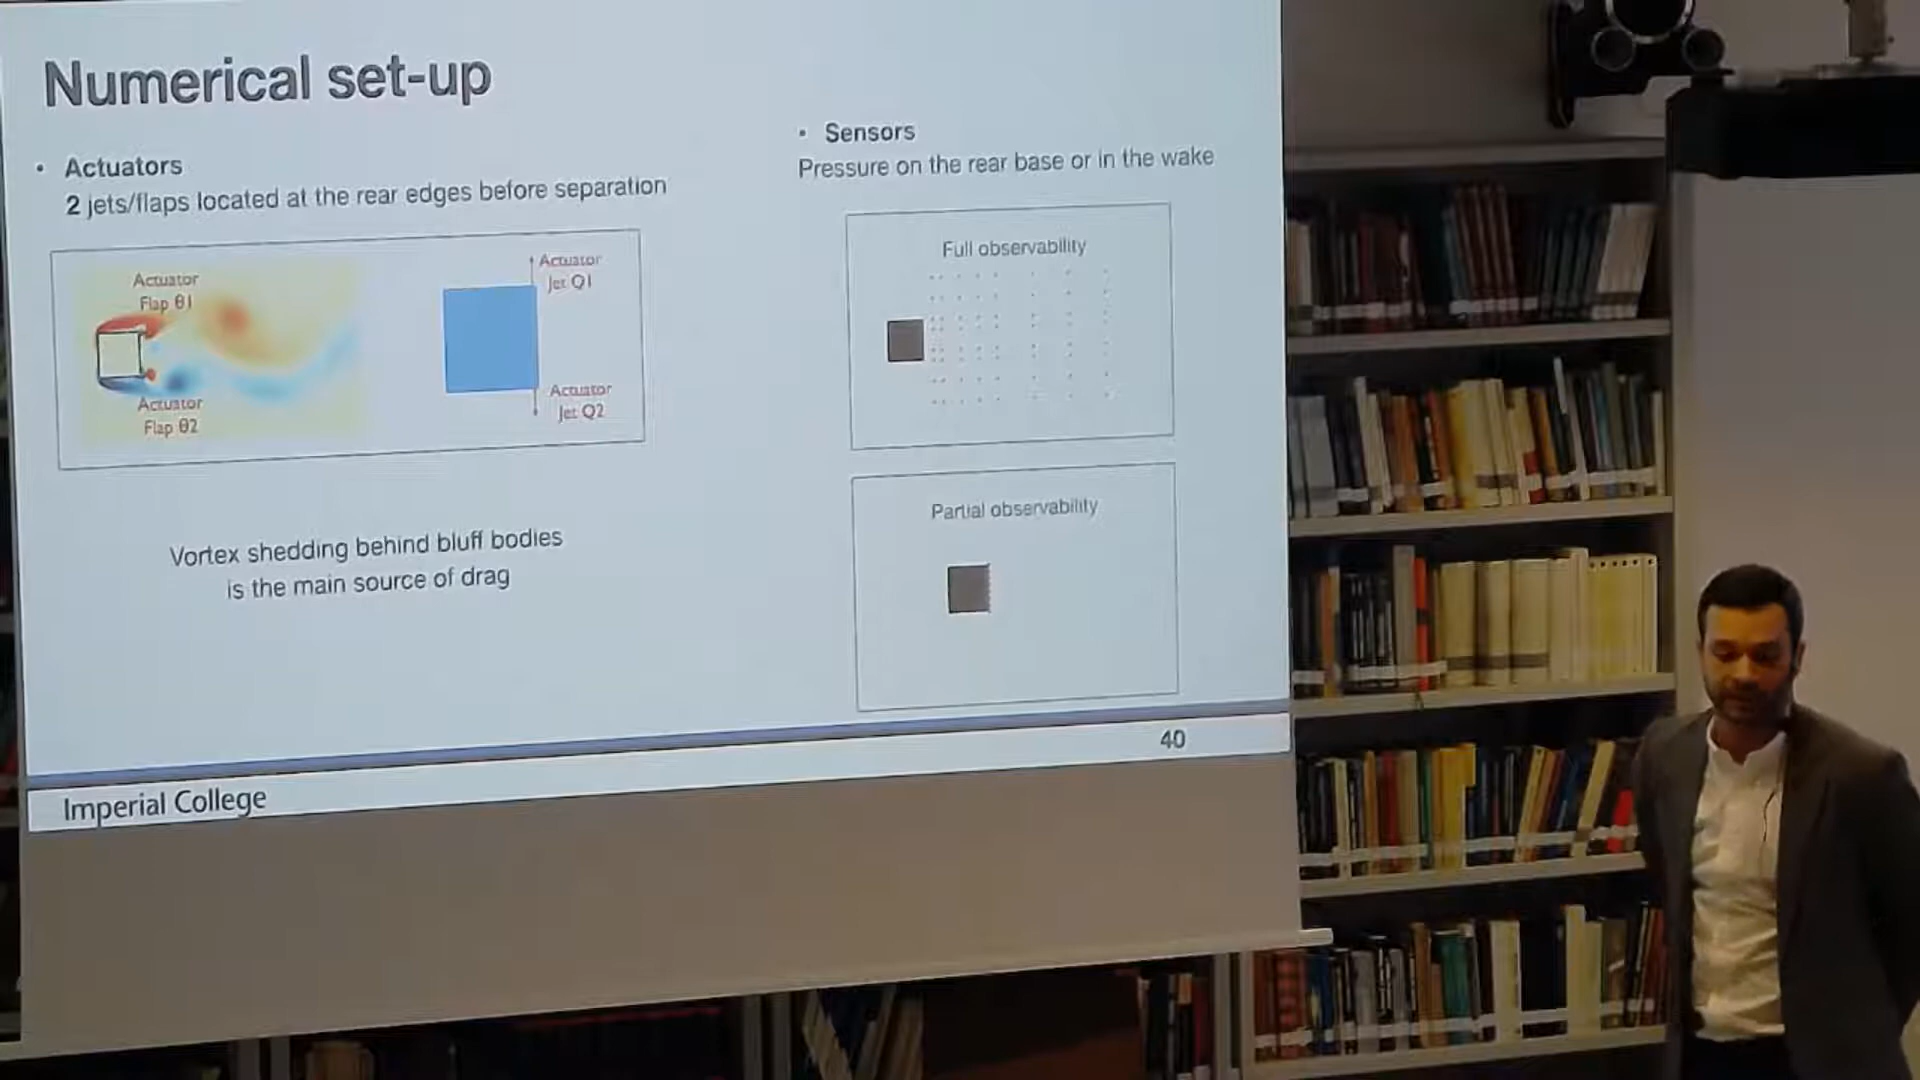 Numerical set-up
• Actuators
2 jets/flaps located at the rear edges before separation
Actuator
Flap θ1
Actuator
Flap θ2
Actuator
Jet Q1
Actuator
Jet Q2
Vortex shedding behind bluff bodies
is the main source of drag
• Sensors
Pressure on the rear base or in the wake
Full observability
Partial observability
40
Imperial College